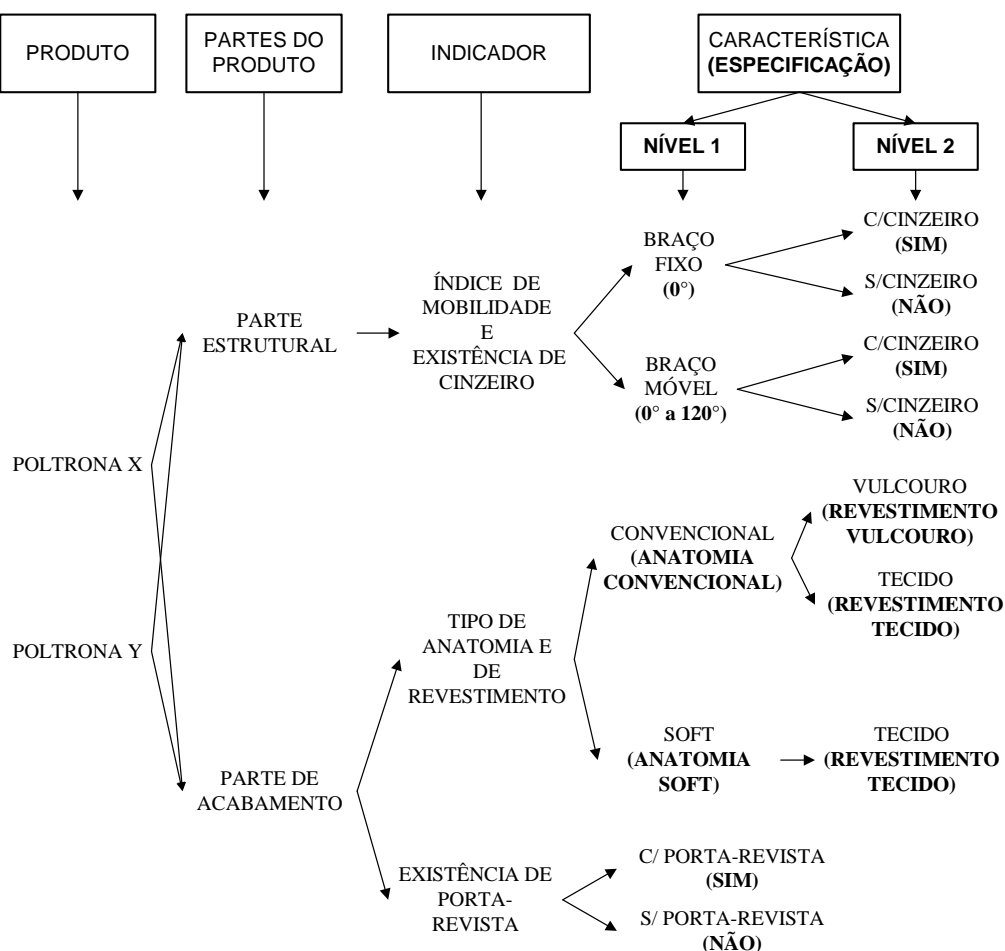 PRODUTO
PARTES DO
PRODUTO
INDICADOR
CARACTERÍSTICA
(ESPECIFICAÇÃO)
NÍVEL 1
NÍVEL 2
POLTRONA X
POLTRONA Y
PARTE
ESTRUTURAL
PARTE DE
ACABAMENTO
ÍNDICE DE
MOBILIDADE
E
EXISTÊNCIA DE
CINZEIRO
TIPO DE
ANATOMIA E
DE
REVESTIMENTO
EXISTÊNCIA DE
PORTA-
REVISTA
BRAÇO
FIXO
(0°)
BRAÇO
MÓVEL
(0° a 120°)
CONVENCIONAL
(ANATOMIA
CONVENCIONAL)
SOFT
(ANATOMIA
SOFT)
C/ PORTA-REVISTA
(SIM)
S/ PORTA-REVISTA
(NÃO)
C/CINZEIRO
(SIM)
S/CINZEIRO
(NÃO)
C/CINZEIRO
(SIM)
S/CINZEIRO
(NÃO)
VULCOURO
(REVESTIMENTO
VULCOURO)
TECIDO
(REVESTIMENTO
TECIDO)
TECIDO
(REVESTIMENTO
TECIDO)